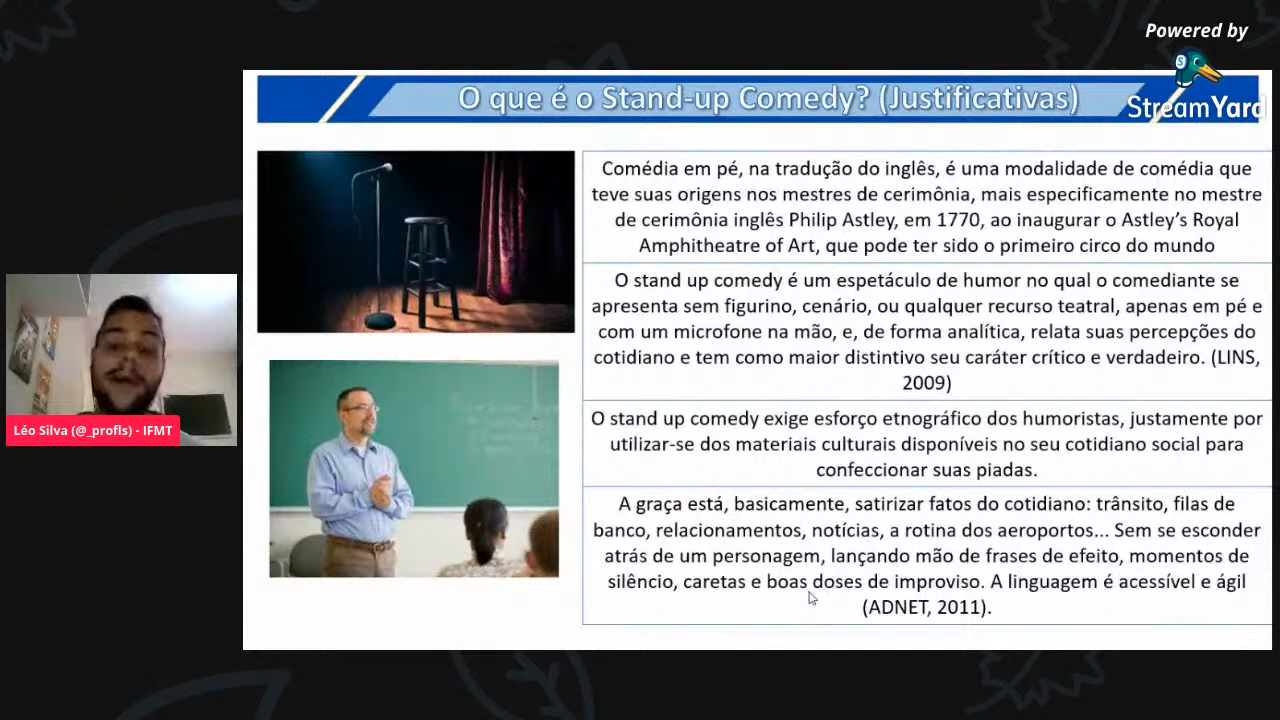 Powered by
StreamYard
O que é o Stand-up Comedy? (Justificativas)
Comédia em pé, na tradução do inglês, é uma modalidade de comédia que
teve suas origens nos mestres de cerimônia, mais especificamente no mestre
de cerimônia inglês Philip Astley, em 1770, ao inaugurar o Astley’s Royal
Amphitheatre of Art, que pode ter sido o primeiro circo do mundo
O stand up comedy é um espetáculo de humor no qual o comediante se
apresenta sem figurino, cenário, ou qualquer recurso teatral, apenas em pé e
com um microfone na mão, e, de forma analítica, relata suas percepções do
cotidiano e tem como maior distintivo seu caráter crítico e verdadeiro. (LINS,
2009)
O stand up comedy exige esforço etnográfico dos humoristas, justamente por
utilizar-se dos materiais culturais disponíveis no seu cotidiano social para
confeccionar suas piadas.
A graça está, basicamente, satirizar fatos do cotidiano: trânsito, filas de
banco, relacionamentos, notícias, a rotina dos aeroportos... Sem se esconder
atrás de um personagem, lançando mão de frases de efeito, momentos de
silêncio, caretas e boas doses de improviso. A linguagem é acessível e ágil
(ADNET, 2011).
Léo Silva (@_profls) - IFMT